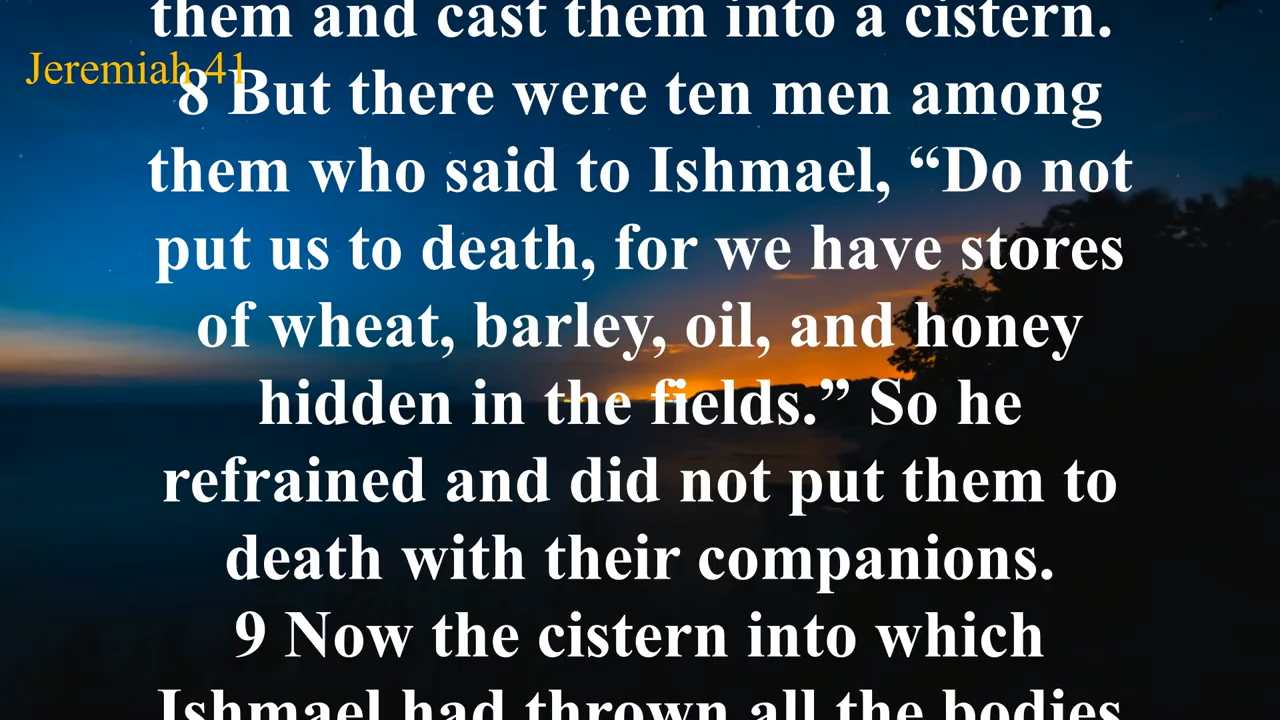 them and cast them into a cistern.
Jeremiah 41
8 But there were ten men among
them who said to Ishmael, “Do not
put us to death, for we have stores
of wheat, barley, oil, and honey
hidden in the fields.” So he
refrained and did not put them to
death with their companions.
9 Now the cistern into which
Ishmael had thrown all the bodies